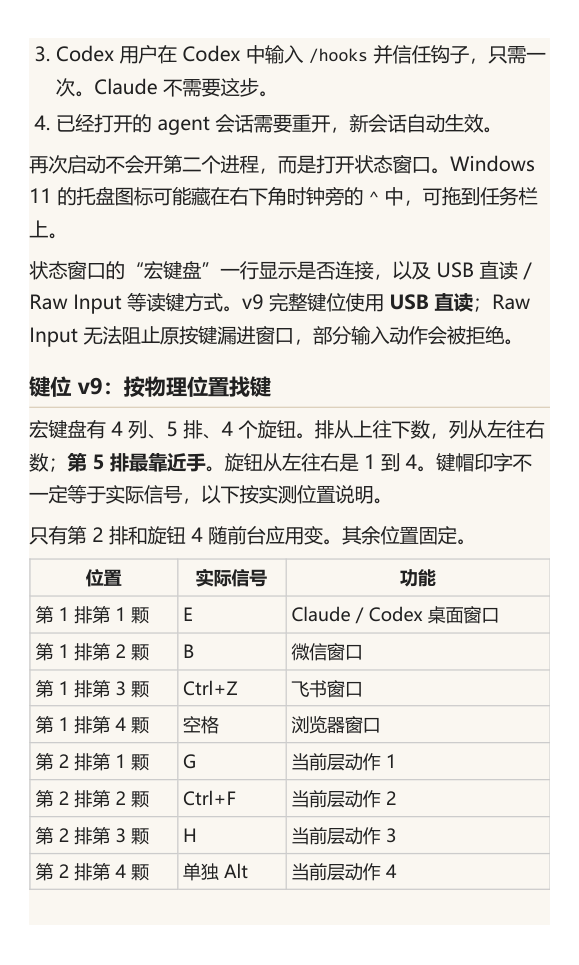 3. Codex 用户在 Codex 中输入 /hooks 并信任钩子，只需一
次。Claude 不需要这步。
4. 已经打开的 agent 会话需要重开，新会话自动生效。
再次启动不会开第二个进程，而是打开状态窗口。Windows
11 的托盘图标可能藏在右下角时钟旁的 ^ 中，可拖到任务栏
上。
状态窗口的“宏键盘”一行显示是否连接，以及 USB 直读 /
Raw Input 等读键方式。v9 完整键位使用 USB 直读；Raw
Input 无法阻止原按键漏进窗口，部分输入动作会被拒绝。
键位 v9：按物理位置找键
宏键盘有 4 列、5 排、4 个旋钮。排从上往下数，列从左往右
数；第 5 排最靠近手。旋钮从左往右是 1 到 4。键帽印字不
一定等于实际信号，以下按实测位置说明。
只有第 2 排和旋钮 4 随前台应用变。其余位置固定。
位置 实际信号 功能
第 1 排第 1 颗 E Claude / Codex 桌面窗口
第 1 排第 2 颗 B 微信窗口
第 1 排第 3 颗 Ctrl+Z 飞书窗口
第 1 排第 4 颗 空格 浏览器窗口
第 2 排第 1 颗 G 当前层动作 1
第 2 排第 2 颗 Ctrl+F 当前层动作 2
第 2 排第 3 颗 H 当前层动作 3
第 2 排第 4 颗 单独 Alt 当前层动作 4